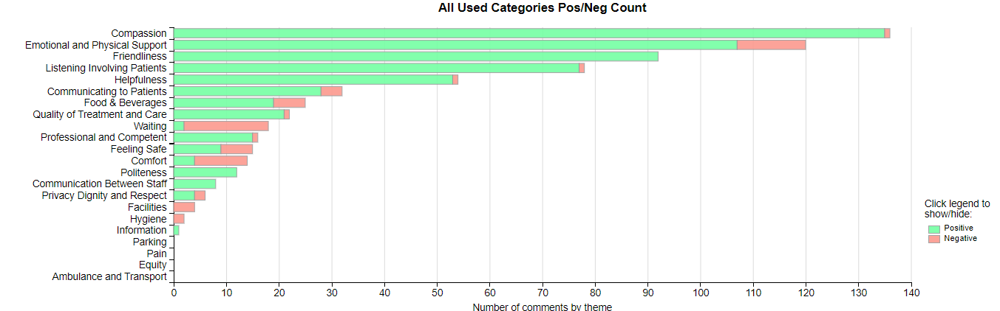 All Used Categories Pos/Neg Count
Compassion
Emotional and Physical Support
Friendliness
Listening Involving Patients
Helpfulness
Communicating to Patients
Food & Beverages
Quality of Treatment and Care
Waiting
Professional and Competent
Feeling Safe
Comfort
Politeness
Communication Between Staff
Privacy Dignity and Respect
Facilities
Hygiene
Information
Parking
Pain
Equity
Ambulance and Transport
0 10 20 30 40 50 60 70 80 90 100 110 120 130 140
Number of comments by theme
Click legend to
show/hide:
Positive
Negative